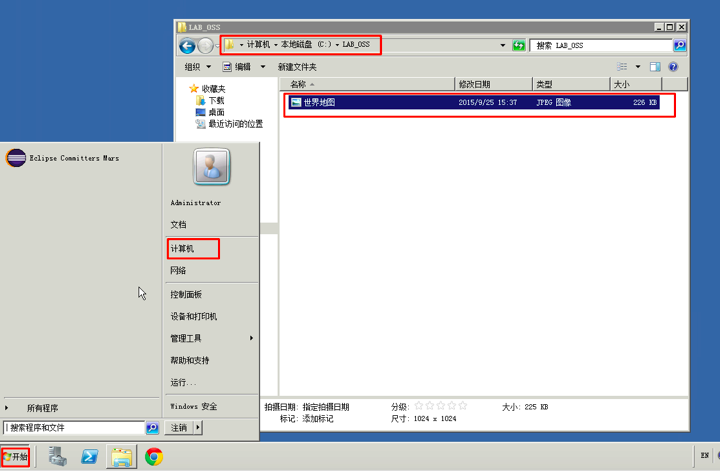 LAB_OSS
计算机 本地磁盘 (C:) LAB_OSS
搜索 LAB_OSS
组织 编辑 新建文件夹
名称 修改日期 类型 大小
收藏夹
下载
桌面
最近访问的位置
世界地图 2015/9/25 15:37 JPEG 图像 226 KB
Eclipse Committers Mars
Administrator
文档
计算机
网络
控制面板
设备和打印机
管理工具
帮助和支持
运行...
Windows 安全
所有程序
搜索程序和文件
注销
拍摄日期: 指定拍摄日期 分级: 大小: 225 KB
标记: 添加标记 尺寸: 1024 x 1024
开始
EN